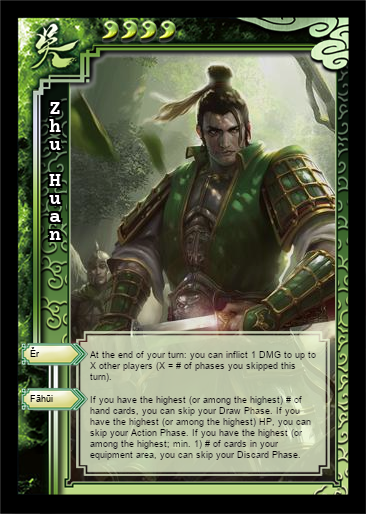 吳
Zhu Huan
Ěr
At the end of your turn: you can inflict 1 DMG to up to
X other players (X = # of phases you skipped this
turn).
Fāhūi
If you have the highest (or among the highest) # of
hand cards, you can skip your Draw Phase. If you
have the highest (or among the highest) HP, you can
skip your Action Phase. If you have the highest (or
among the highest; min. 1) # of cards in your
equipment area, you can skip your Discard Phase.